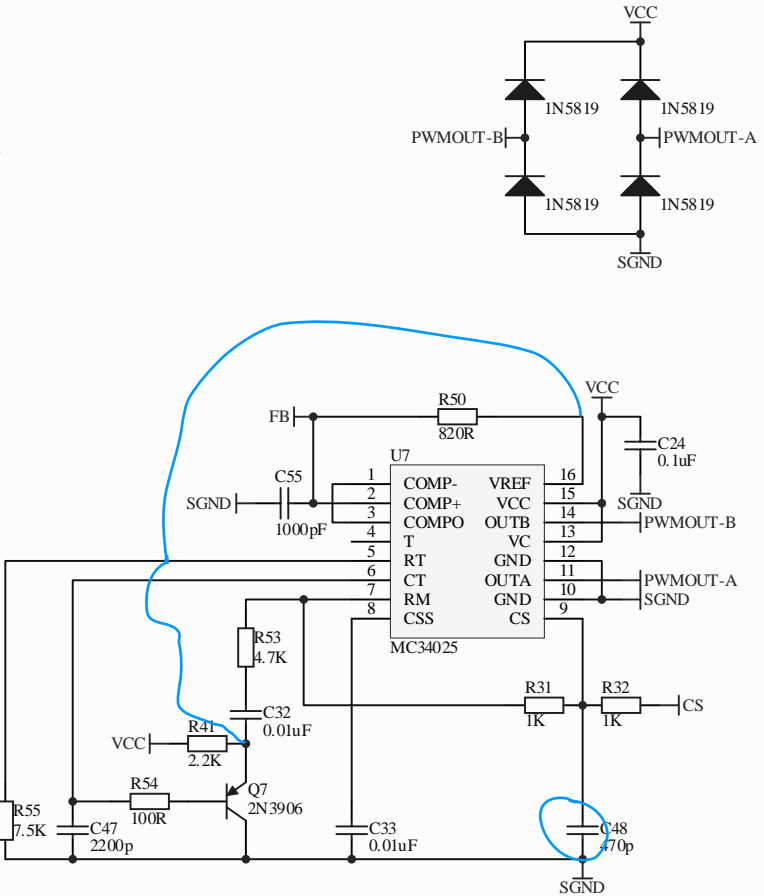 VCC
1N5819 1N5819
PWMOUT-B PWMOUT-A
1N5819 1N5819
SGND
VCC
R50
FB
820R
C24
0.1uF
U7
C55
SGND
1000pF
SGND
1 COMP- VREF 16
2 COMP+ VCC 15
3 COMPO OUTB 14 PWMOUT-B
4 T VC 13
5 RT GND 12
6 CT OUTA 11 PWMOUT-A
7 RM GND 10 SGND
8 CSS CS 9
MC34025
R53
4.7K
R31 R32
CS
1K 1K
C32
0.01uF
R41
VCC
2.2K
R54
100R
Q7
2N3906
R55
7.5K
C47
2200p
C33
0.01uF
C48
470p
SGND